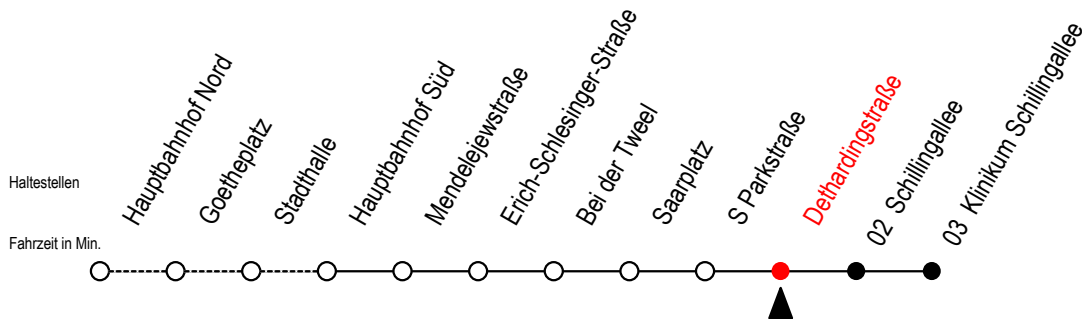 Haltestellen
Fahrzeit in Min.
Hauptbahnhof Nord
Goetheplatz
Stadthalle
Hauptbahnhof Süd
Mendelejewstraße
Erich-Schlesinger-Straße
Bei der Tweel
Saarplatz
S Parkstraße
Dethardingstraße
02 Schillingallee
03 Klinikum Schillingallee